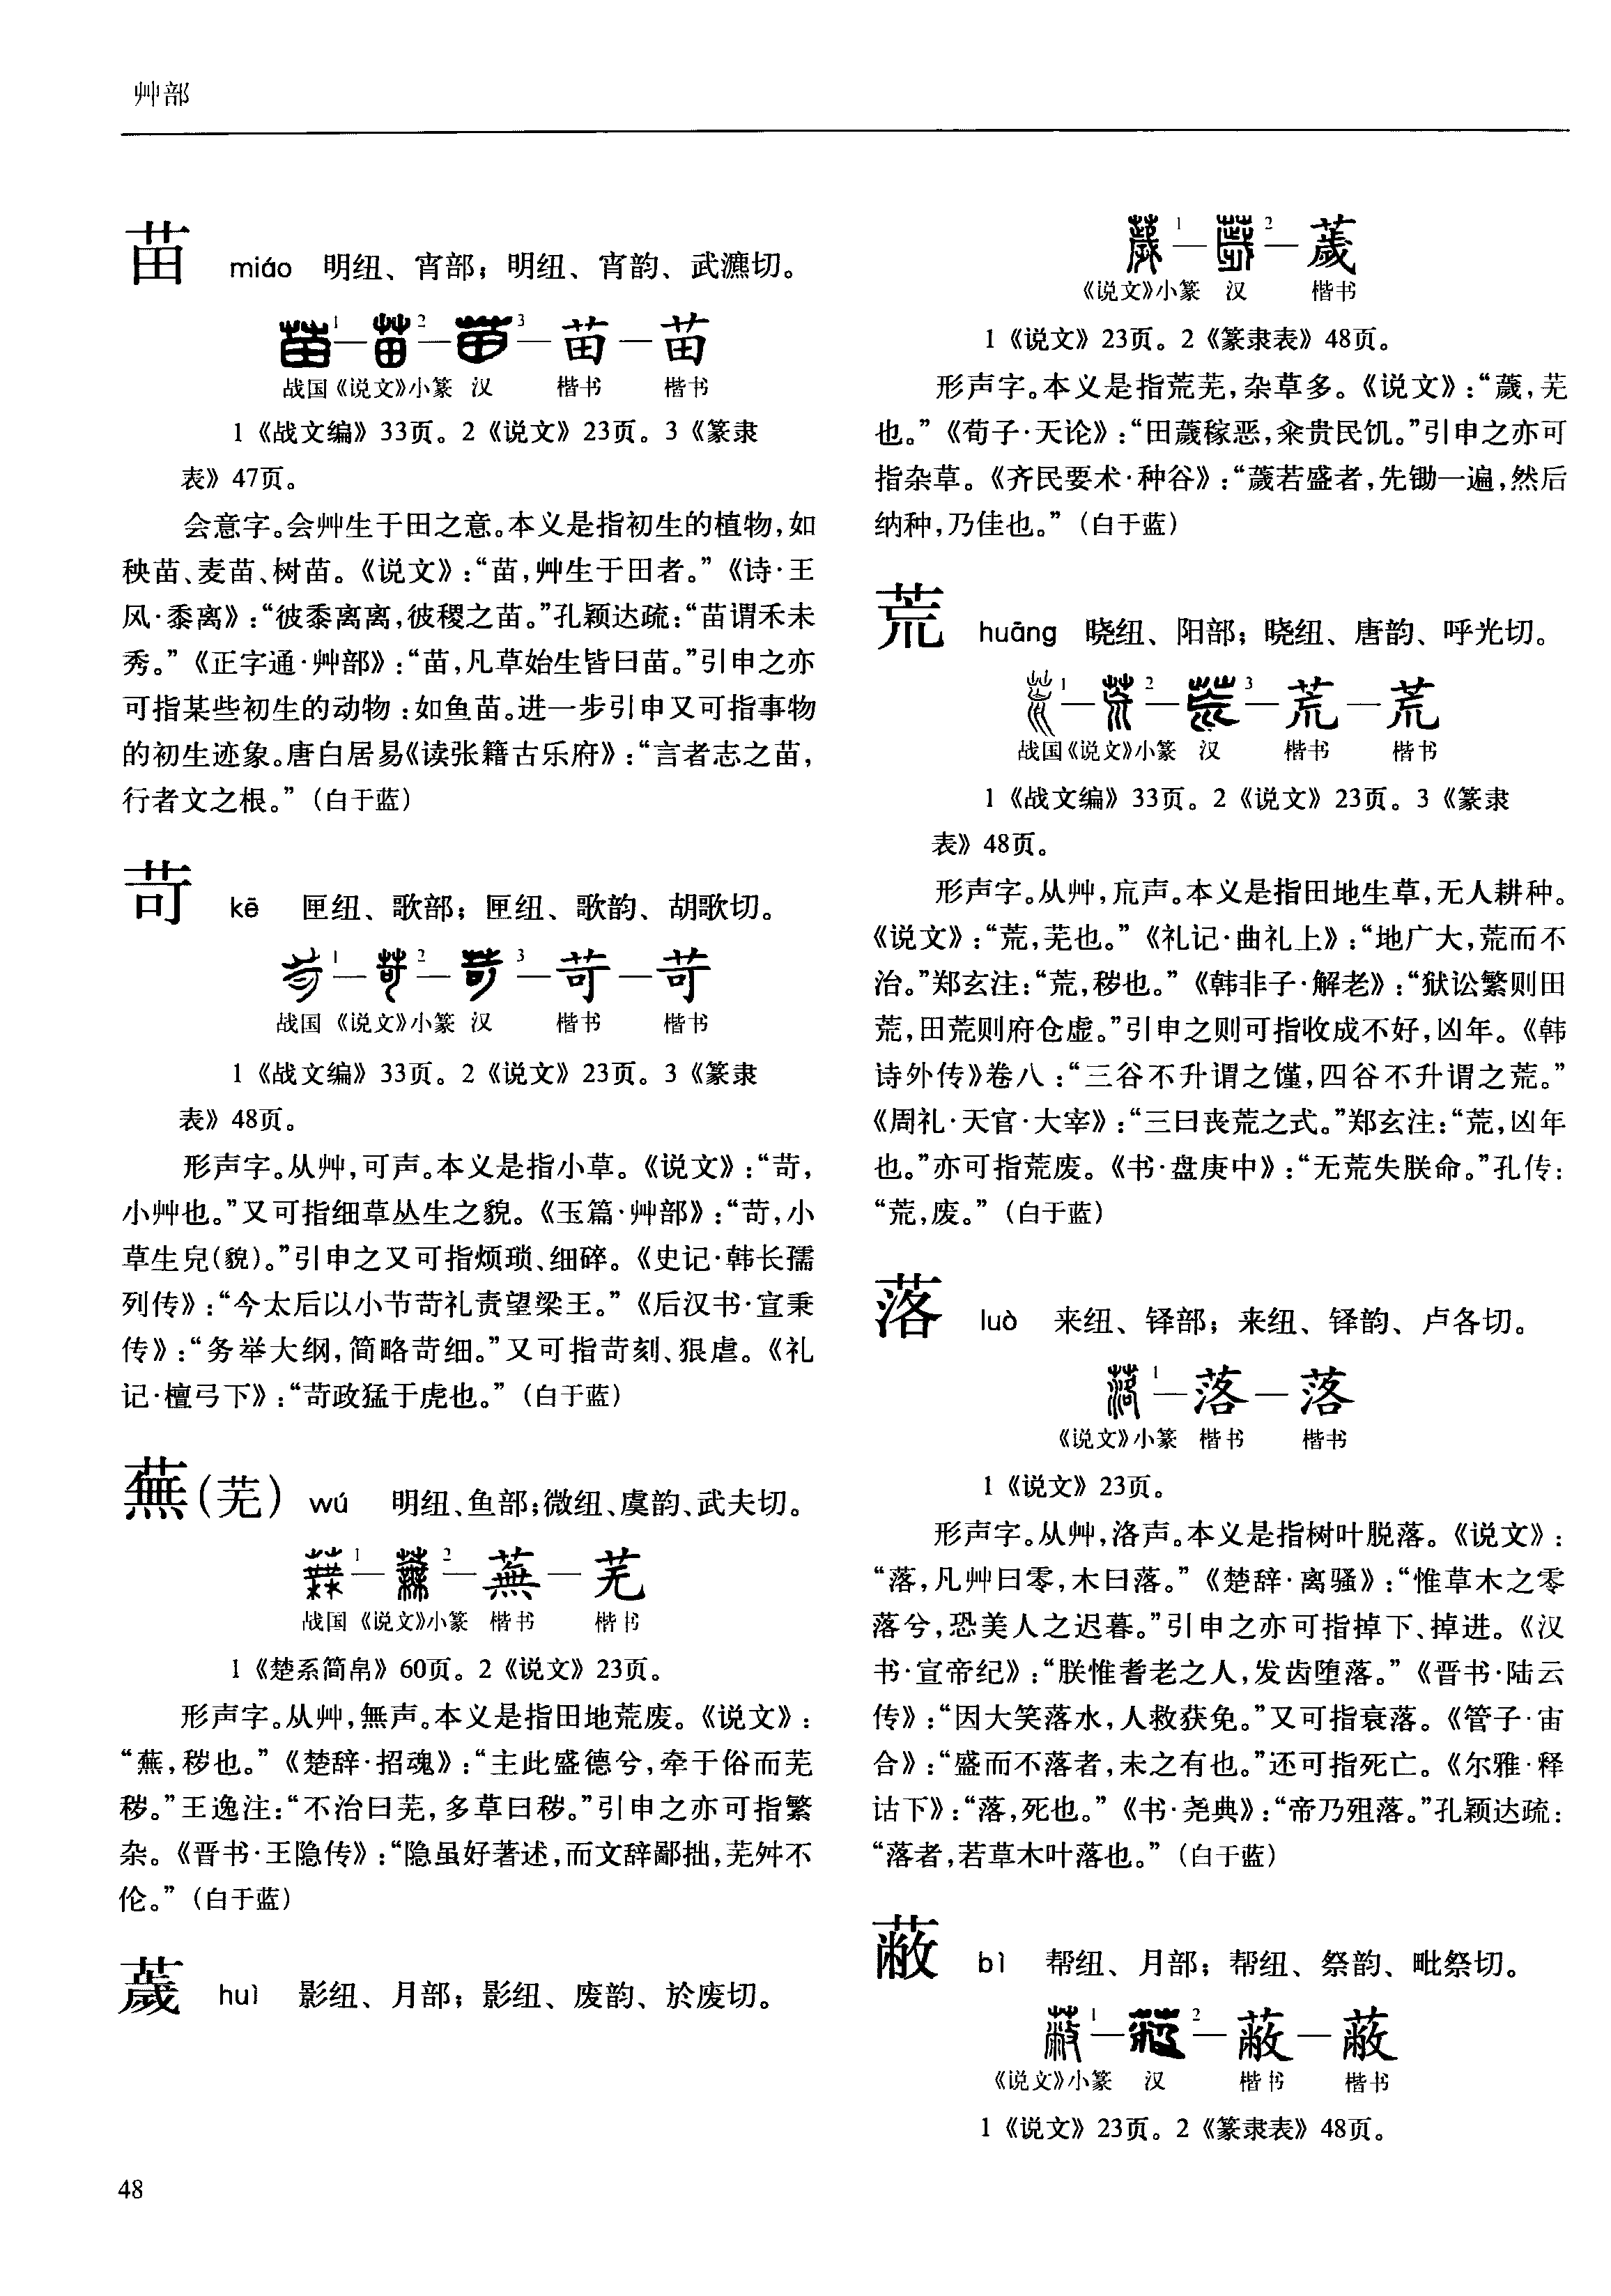 艸部
苗 miáo 明纽、宵部；明纽、宵韵、武瀌切。
苗1—苗2—苗3—苗—苗
战国《说文》小篆 汉 楷书 楷书
1《战文编》33页。2《说文》23页。3《篆隶
表》47页。
会意字。会艸生于田之意。本义是指初生的植物，如
秧苗、麦苗、树苗。《说文》：“苗，艸生于田者。”《诗·王
风·黍离》：“彼黍离离，彼稷之苗。”孔颖达疏：“苗谓禾未
秀。”《正字通·艸部》：“苗，凡草始生皆曰苗。”引申之亦
可指某些初生的动物：如鱼苗。进一步引申又可指事物
的初生迹象。唐白居易《读张籍古乐府》：“言者志之苗，
行者文之根。”（白于蓝）
苛 kē 匣纽、歌部；匣纽、歌韵、胡歌切。
苛1—苛2—苛3—苛—苛
战国《说文》小篆 汉 楷书 楷书
1《战文编》33页。2《说文》23页。3《篆隶
表》48页。
形声字。从艸，可声。本义是指小草。《说文》：“苛，
小艸也。”又可指细草丛生之貌。《玉篇·艸部》：“苛，小
草生皃(貌)。”引申之又可指烦琐、细碎。《史记·韩长孺
列传》：“今太后以小节苛礼责望梁王。”《后汉书·宣秉
传》：“务举大纲，简略苛细。”又可指苛刻、狠虐。《礼
记·檀弓下》：“苛政猛于虎也。”（白于蓝）
蕪(芜) wú 明纽、鱼部；微纽、虞韵、武夫切。
蕪1—蕪2—蕪—芜
战国《说文》小篆 楷书 楷书
1《楚系简帛》60页。2《说文》23页。
形声字。从艸，無声。本义是指田地荒废。《说文》：
“蕪，秽也。”《楚辞·招魂》：“主此盛德兮，牵于俗而芜
秽。”王逸注：“不治曰芜，多草曰秽。”引申之亦可指繁
杂。《晋书·王隐传》：“隐虽好著述，而文辞鄙拙，芜舛不
伦。”（白于蓝）
薉 huì 影纽、月部；影纽、废韵、於废切。
薉1—薉2—薉
《说文》小篆 汉 楷书
1《说文》23页。2《篆隶表》48页。
形声字。本义是指荒芜，杂草多。《说文》：“薉，芜
也。”《荀子·天论》：“田薉稼恶，籴贵民饥。”引申之亦可
指杂草。《齐民要术·种谷》：“薉若盛者，先锄一遍，然后
纳种，乃佳也。”（白于蓝）
荒 huāng 晓纽、阳部；晓纽、唐韵、呼光切。
荒1—荒2—荒3—荒—荒
战国《说文》小篆 汉 楷书 楷书
1《战文编》33页。2《说文》23页。3《篆隶
表》48页。
形声字。从艸，巟声。本义是指田地生草，无人耕种。
《说文》：“荒，芜也。”《礼记·曲礼上》：“地广大，荒而不
治。”郑玄注：“荒，秽也。”《韩非子·解老》：“狱讼繁则田
荒，田荒则府仓虚。”引申之则可指收成不好，凶年。《韩
诗外传》卷八：“三谷不升谓之馑，四谷不升谓之荒。”
《周礼·天官·大宰》：“三曰丧荒之式。”郑玄注：“荒，凶年
也。”亦可指荒废。《书·盘庚中》：“无荒失朕命。”孔传：
“荒，废。”（白于蓝）
落 luò 来纽、铎部；来纽、铎韵、卢各切。
落1—落—落
《说文》小篆 楷书 楷书
1《说文》23页。
形声字。从艸，洛声。本义是指树叶脱落。《说文》：
“落，凡艸曰零，木曰落。”《楚辞·离骚》：“惟草木之零
落兮，恐美人之迟暮。”引申之亦可指掉下、掉进。《汉
书·宣帝纪》：“朕惟耆老之人，发齿堕落。”《晋书·陆云
传》：“因大笑落水，人救获免。”又可指衰落。《管子·宙
合》：“盛而不落者，未之有也。”还可指死亡。《尔雅·释
诂下》：“落，死也。”《书·尧典》：“帝乃殂落。”孔颖达疏：
“落者，若草木叶落也。”（白于蓝）
蔽 bì 帮纽、月部；帮纽、祭韵、毗祭切。
蔽1—蔽2—蔽—蔽
《说文》小篆 汉 楷书 楷书
1《说文》23页。2《篆隶表》48页。
48